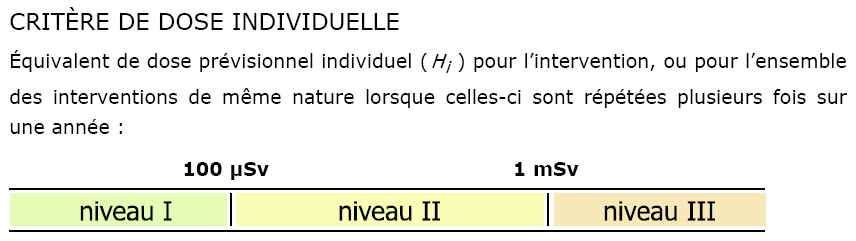 CRITÈRE DE DOSE INDIVIDUELLE
Équivalent de dose prévisionnel individuel ( Hi ) pour l’intervention, ou pour l’ensemble
des interventions de même nature lorsque celles-ci sont répétées plusieurs fois sur
une année :
100 µSv 1 mSv
niveau I niveau II niveau III